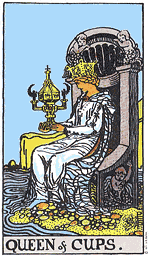 QUEEN of CUPS.